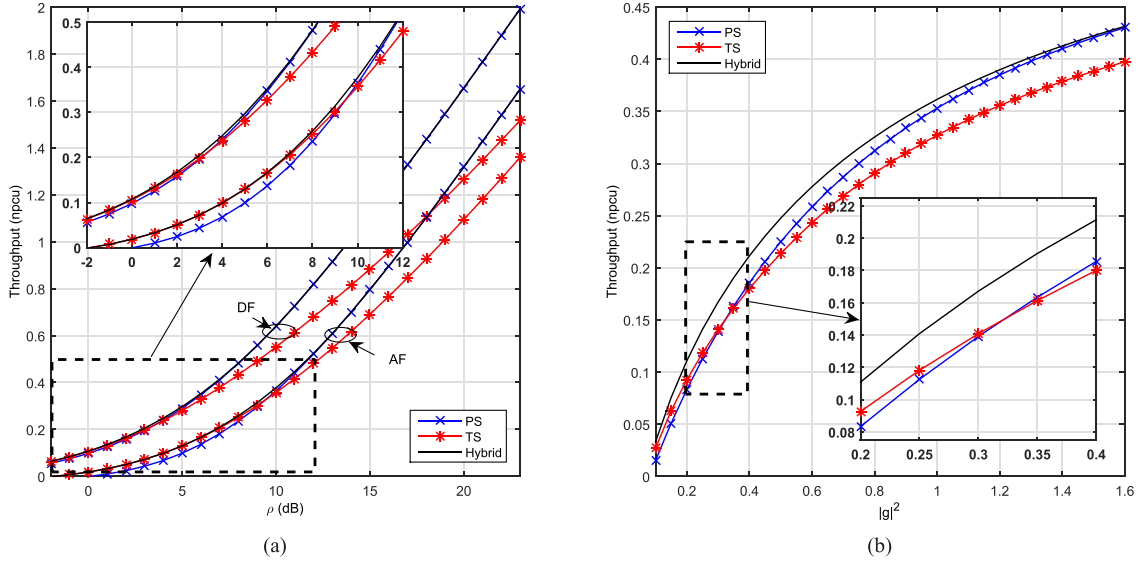 2
1.8
1.6
1.4
1.2
1
0.8
0.6
0.4
0.2
0
Throughput (npcu)
0.5
0.4
0.3
0.2
0.1
0
-2 0 2 4 6 8 10 12
DF
AF
PS
TS
Hybrid
0 5 10 15 20
ρ (dB)
(a)
0.45
0.4
0.35
0.3
0.25
0.2
0.15
0.1
0.05
0
Throughput (npcu)
PS
TS
Hybrid
0.22
0.2
0.18
0.16
0.14
0.12
0.1
0.08
0.2 0.25 0.3 0.35 0.4
0.2 0.4 0.6 0.8 1 1.2 1.4 1.6
|g|²
(b)